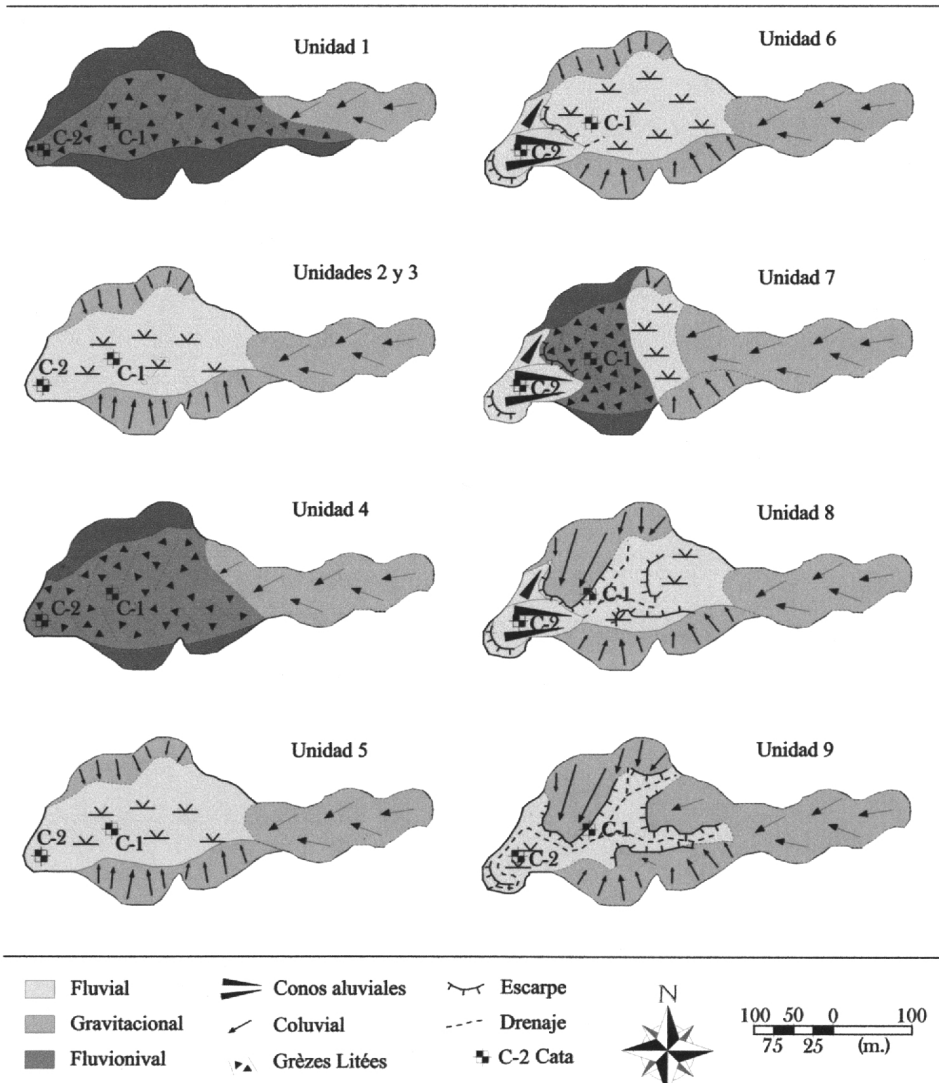 Unidad 1
C-2
C-1
Unidades 2 y 3
C-2
C-1
Unidad 4
C-2
C-1
Unidad 5
C-2
C-1
Unidad 6
C-1
C-2
Unidad 7
C-1
C-2
Unidad 8
C-1
C-2
Unidad 9
C-1
C-2
Fluvial
Gravitacional
Fluvionival
Conos aluviales
Coluvial
Grèzes Litées
Escarpe
Drenaje
C-2 Cata
N
100 50 0 100
75 25 (m.)